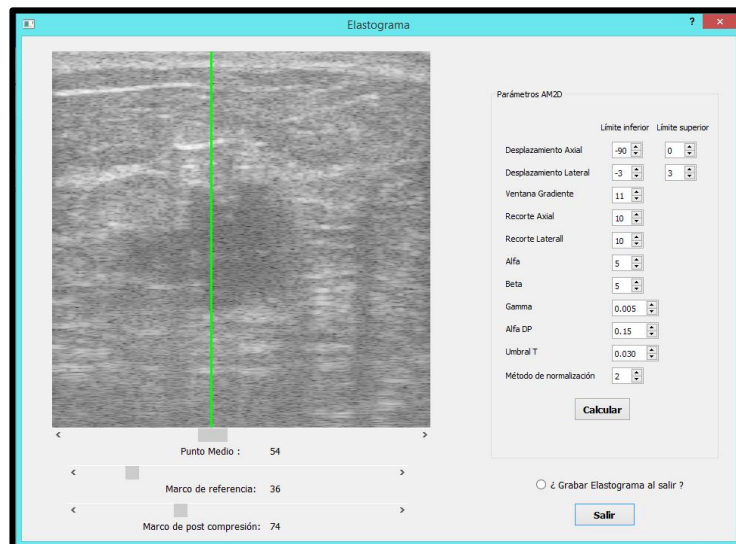 Elastograma
Parámetros AM2D
Límite inferior Límite superior
Desplazamiento Axial -90 0
Desplazamiento Lateral -3 3
Ventana Gradiente 11
Recorte Axial 10
Recorte Laterall 10
Alfa 5
Beta 5
Gamma 0.005
Alfa DP 0.15
Umbral T 0.030
Método de normalización 2
Calcular
Punto Medio : 54
Marco de referencia: 36
Marco de post compresión: 74
¿ Grabar Elastograma al salir ?
Salir